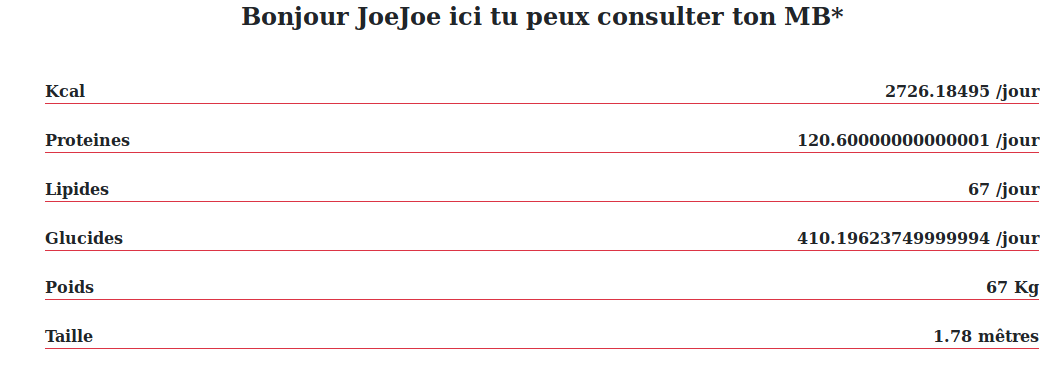 Bonjour JoeJoe ici tu peux consulter ton MB*
Kcal 2726.18495 /jour
Proteines 120.60000000000001 /jour
Lipides 67 /jour
Glucides 410.19623749999994 /jour
Poids 67 Kg
Taille 1.78 mêtres